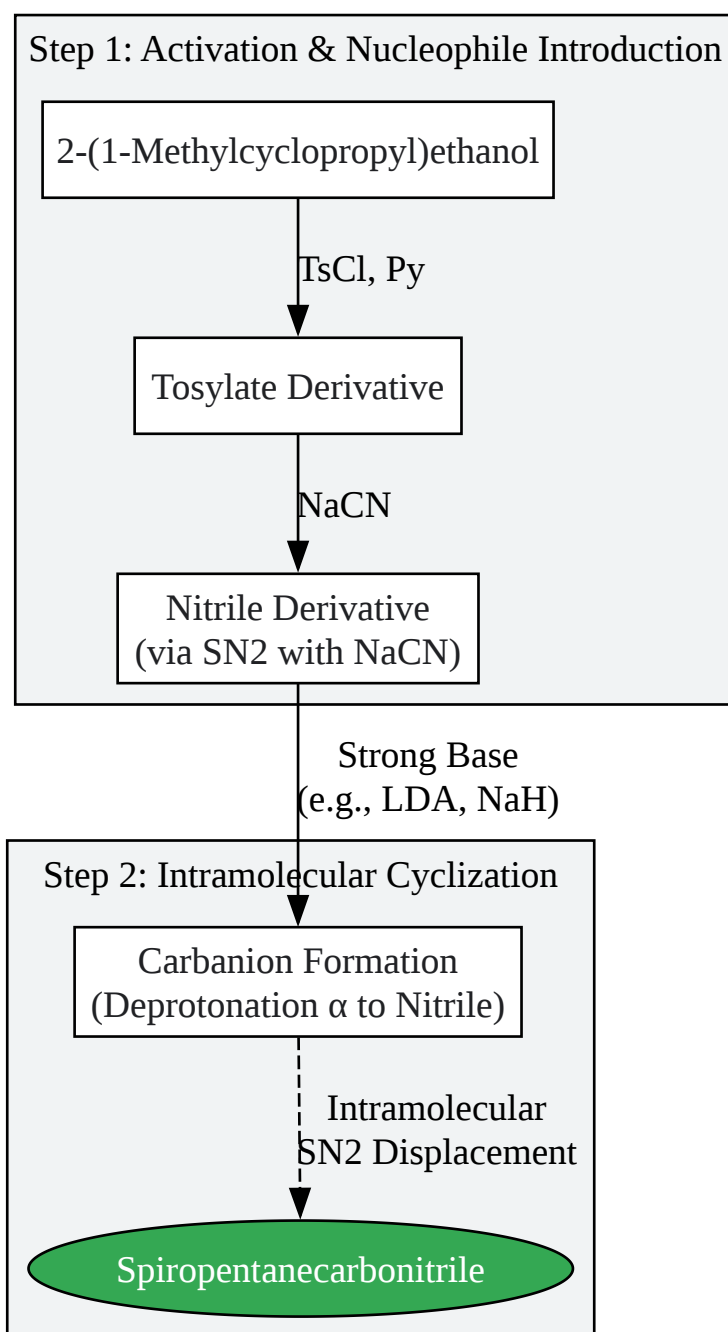 Step 1: Activation & Nucleophile Introduction
2-(1-Methylcyclopropyl)ethanol
TsCl, Py
Tosylate Derivative
NaCN
Nitrile Derivative
(via SN2 with NaCN)
Strong Base
(e.g., LDA, NaH)
Step 2: Intramolecular Cyclization
Carbanion Formation
(Deprotonation α to Nitrile)
Intramolecular
SN2 Displacement
Spiropentanecarbonitrile